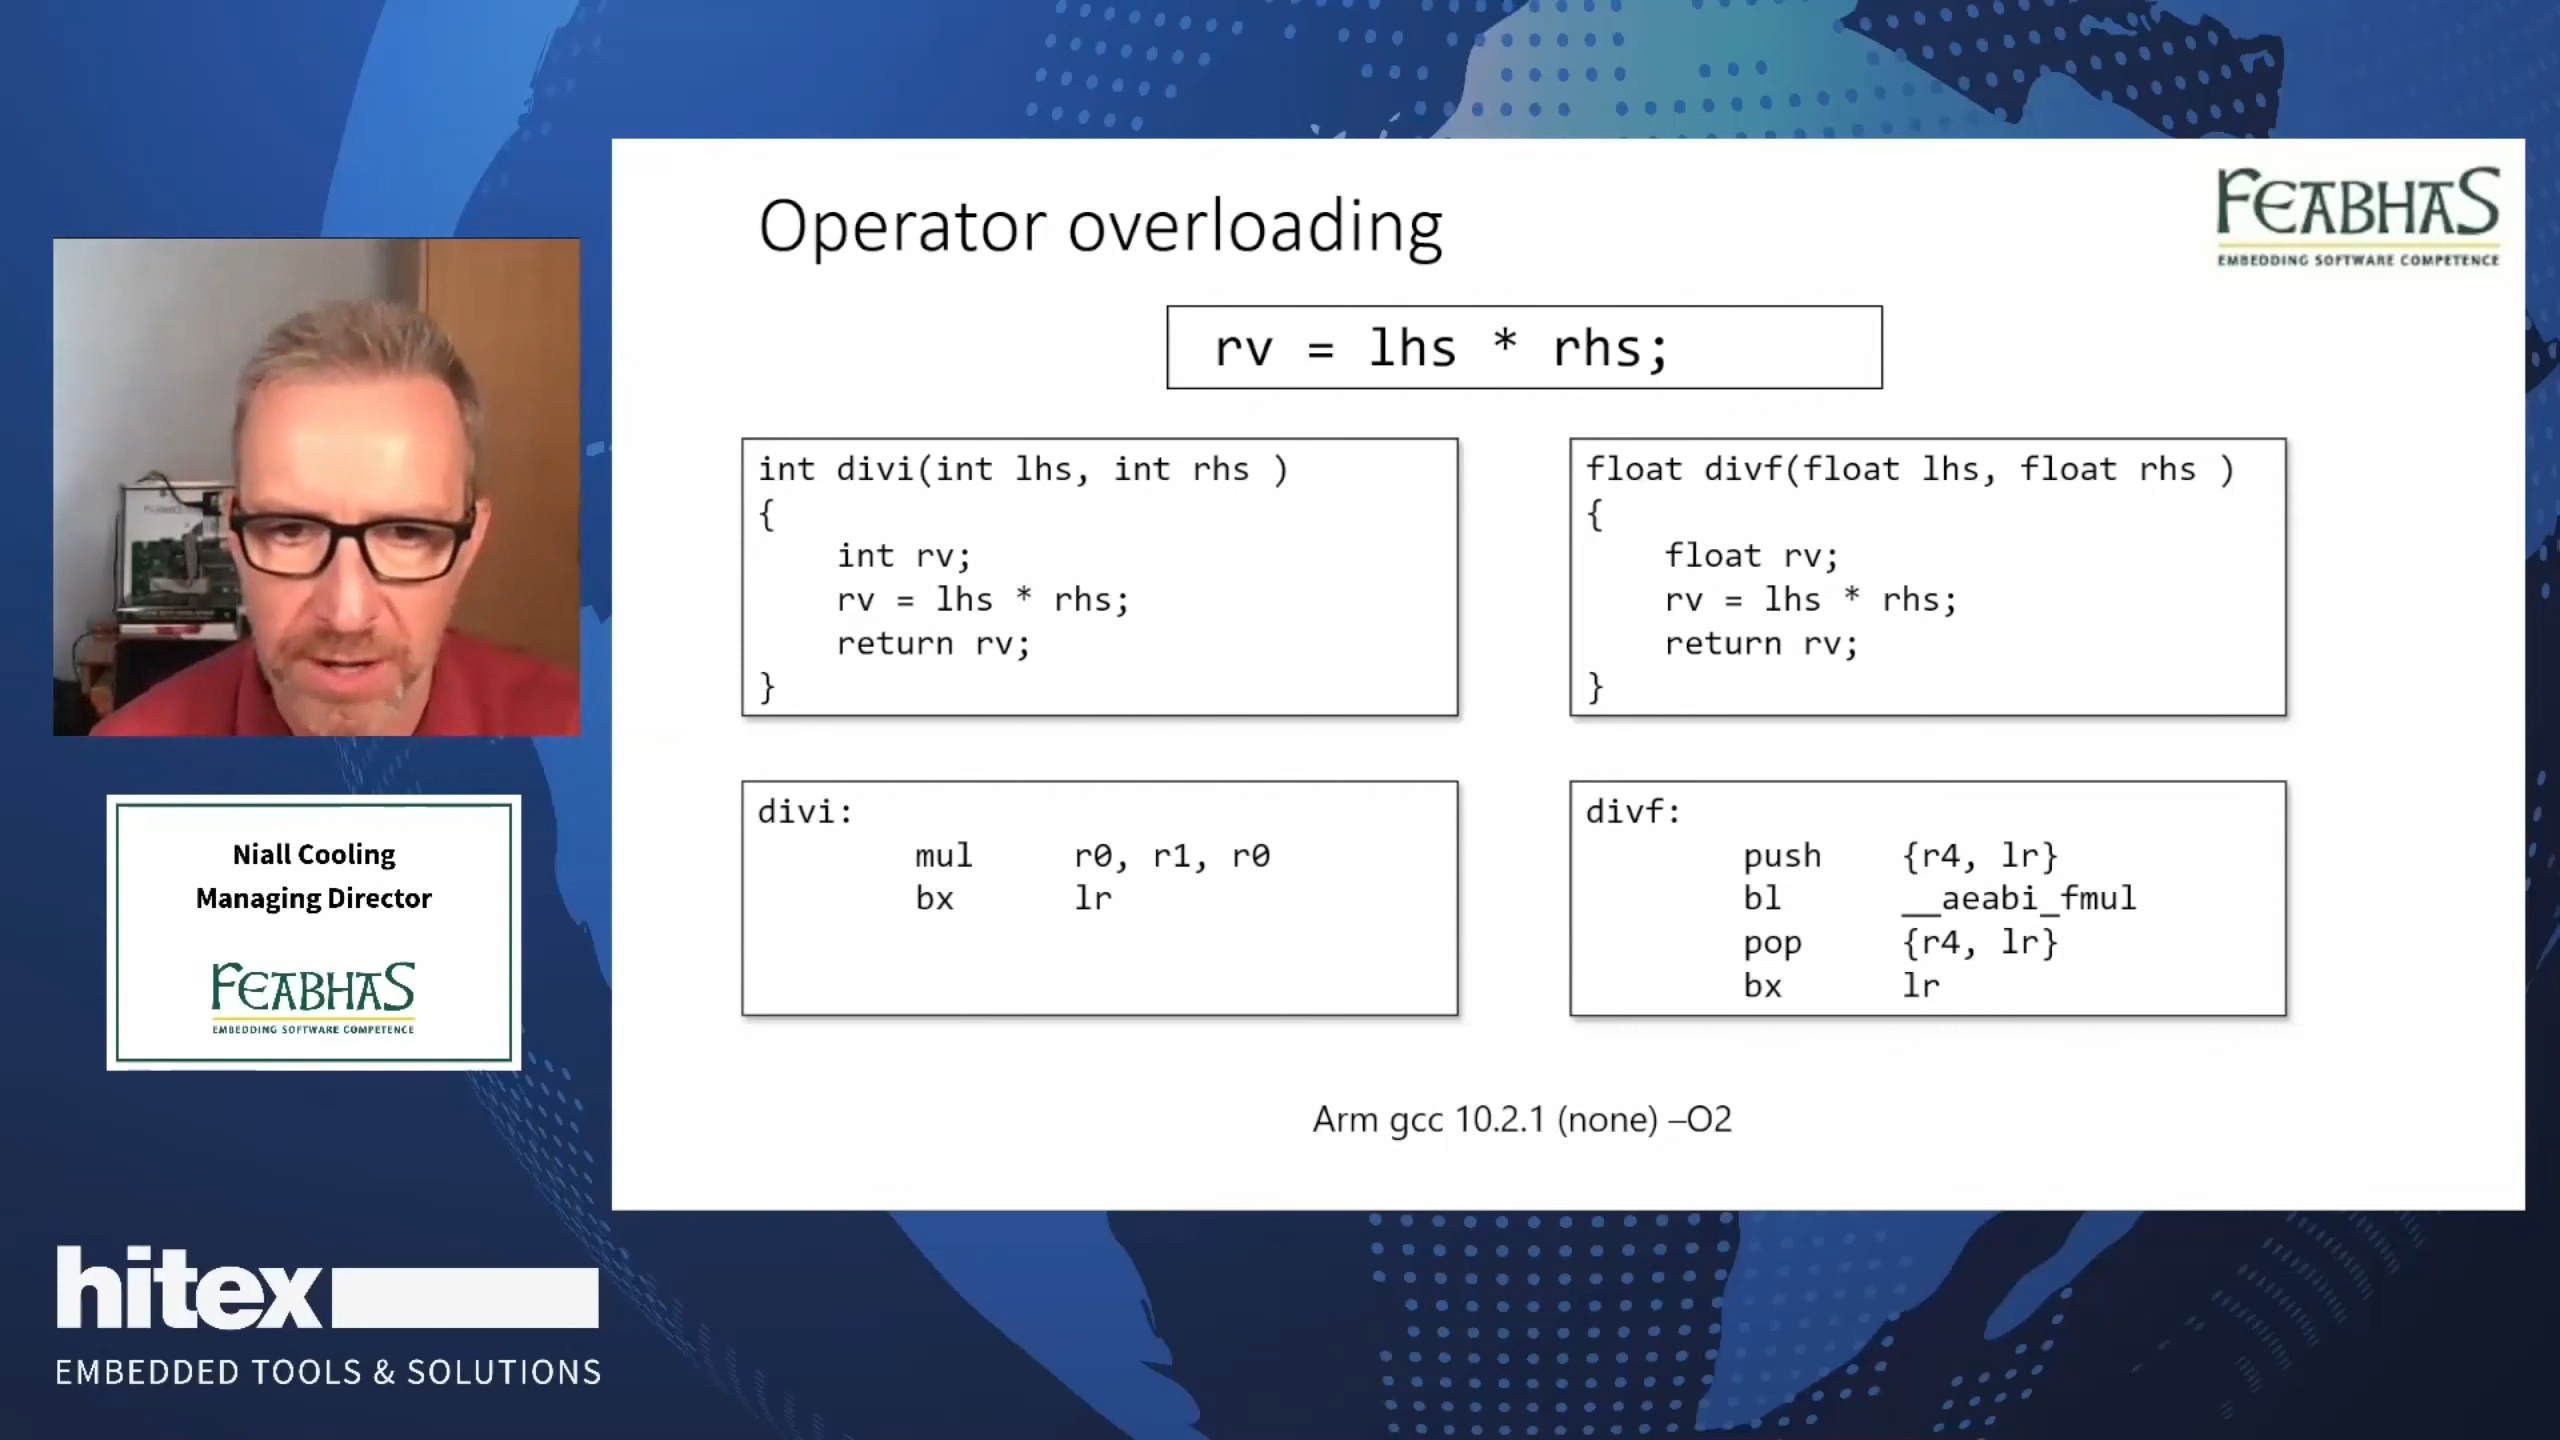 Operator overloading
FEABHAS
EMBEDDING SOFTWARE COMPETENCE
rv = lhs * rhs;
int divi(int lhs, int rhs )
{
    int rv;
    rv = lhs * rhs;
    return rv;
}
float divf(float lhs, float rhs )
{
    float rv;
    rv = lhs * rhs;
    return rv;
}
divi:
        mul     r0, r1, r0
        bx      lr
divf:
        push    {r4, lr}
        bl      __aeabi_fmul
        pop     {r4, lr}
        bx      lr
Arm gcc 10.2.1 (none) –O2
Niall Cooling
Managing Director
FEABHAS
EMBEDDING SOFTWARE COMPETENCE
hitex
EMBEDDED TOOLS & SOLUTIONS